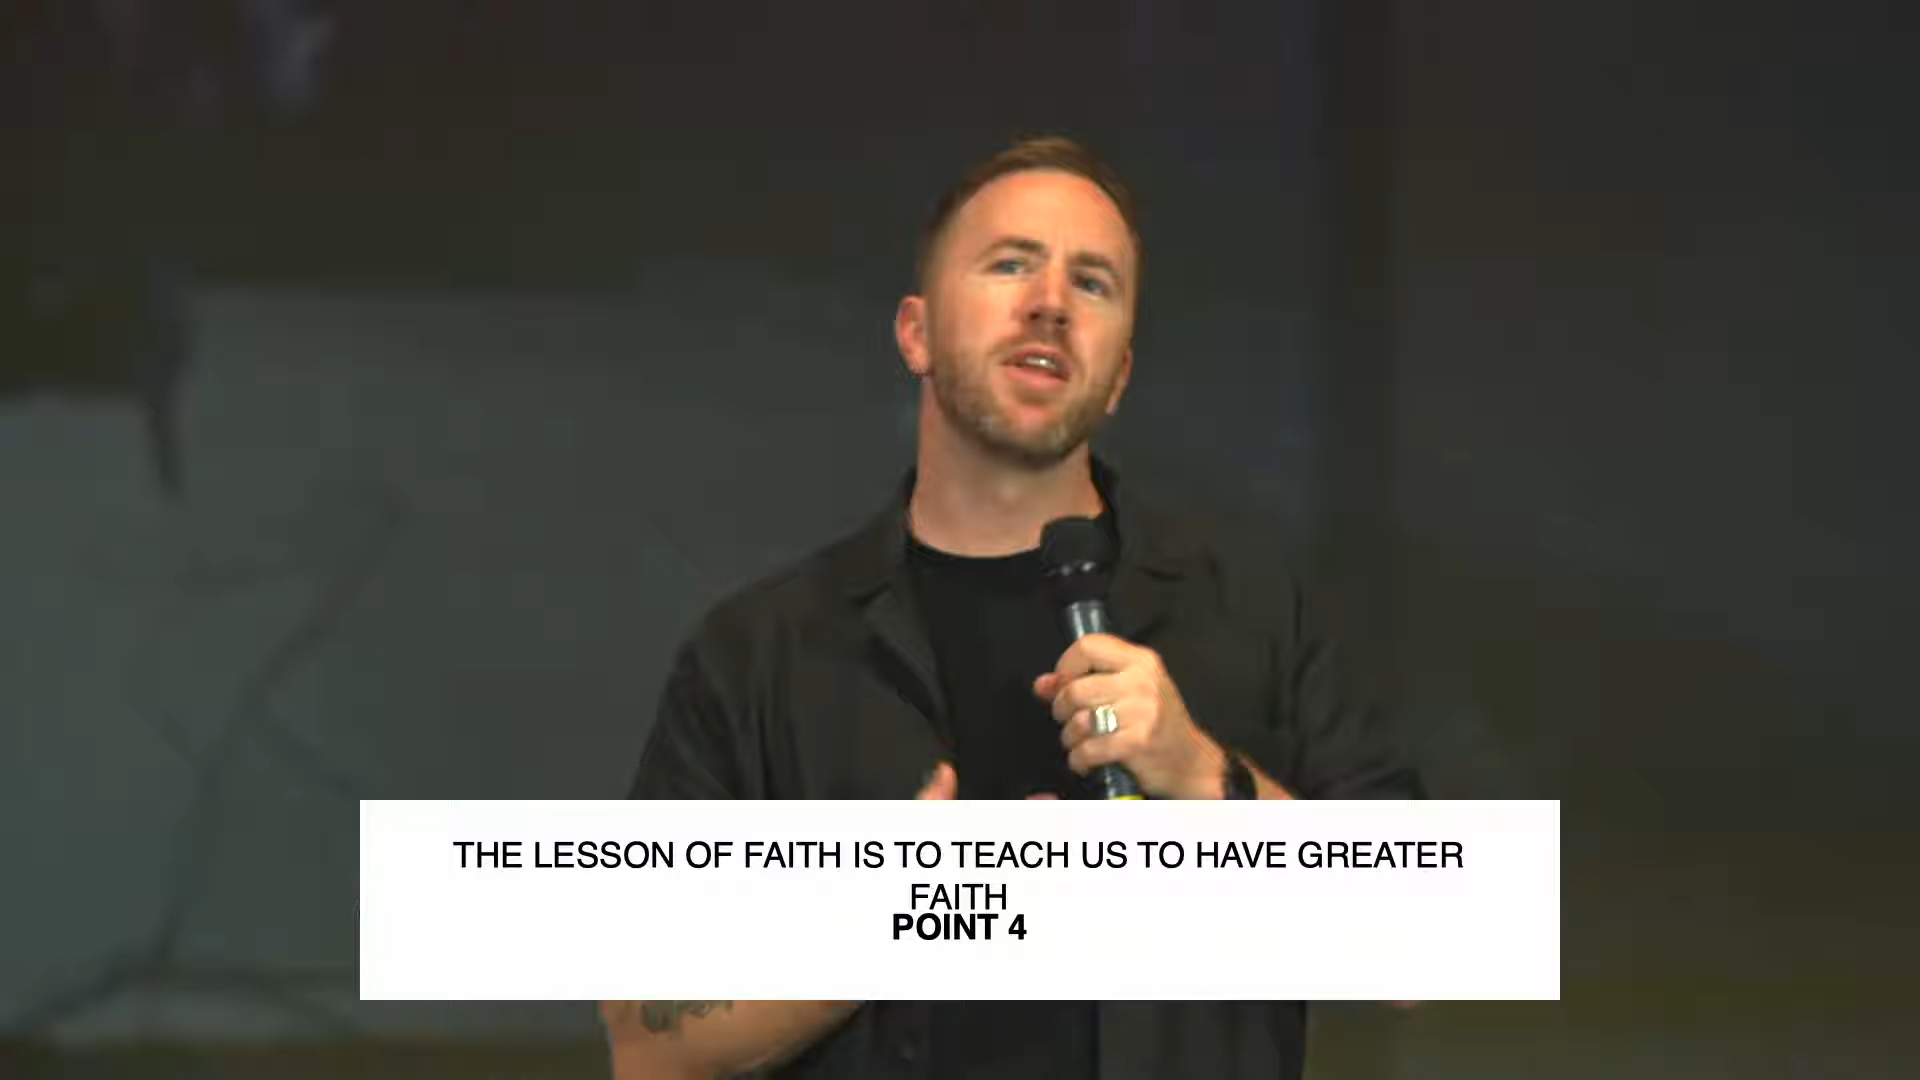 THE LESSON OF FAITH IS TO TEACH US TO HAVE GREATER
FAITH
POINT 4